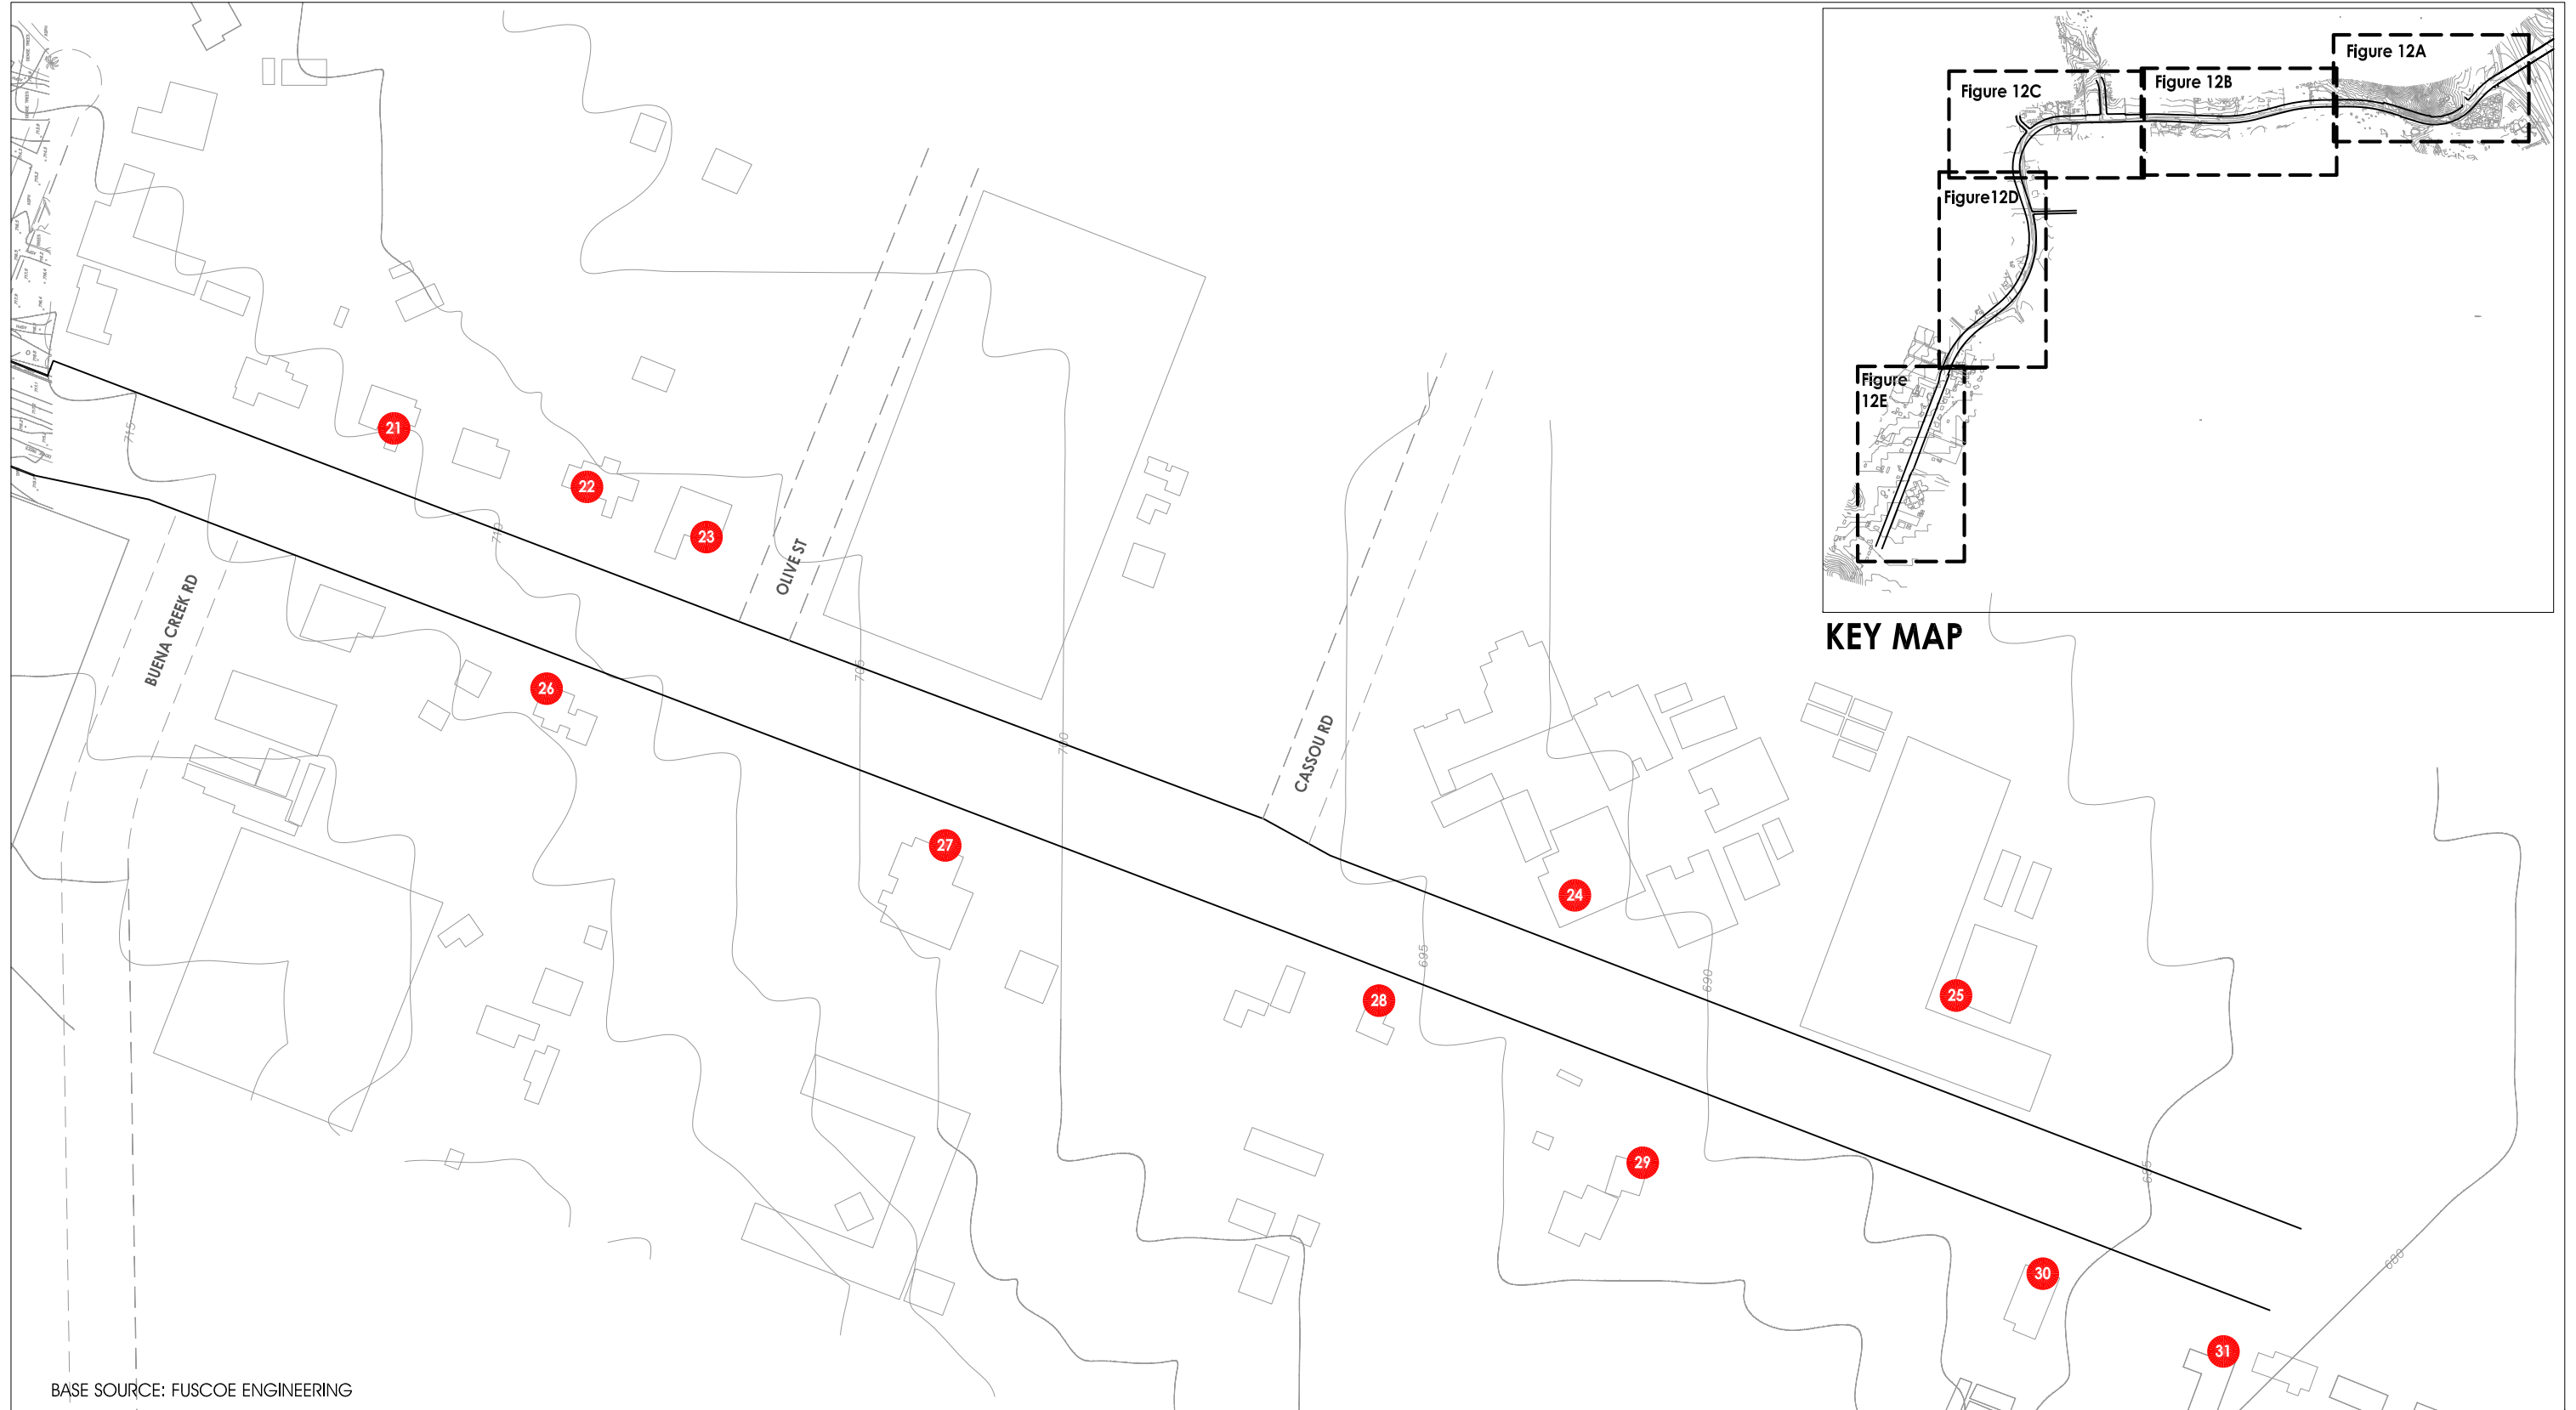 Figure 12A
Figure 12B
Figure 12C
Figure12D
Figure
12E
KEY MAP
21
22
23
24
25
26
27
28
29
30
31
OLIVE ST
BUENA CREEK RD
CASSOU RD
715
710
705
700
695
690
685
680
BASE SOURCE: FUSCOE ENGINEERING